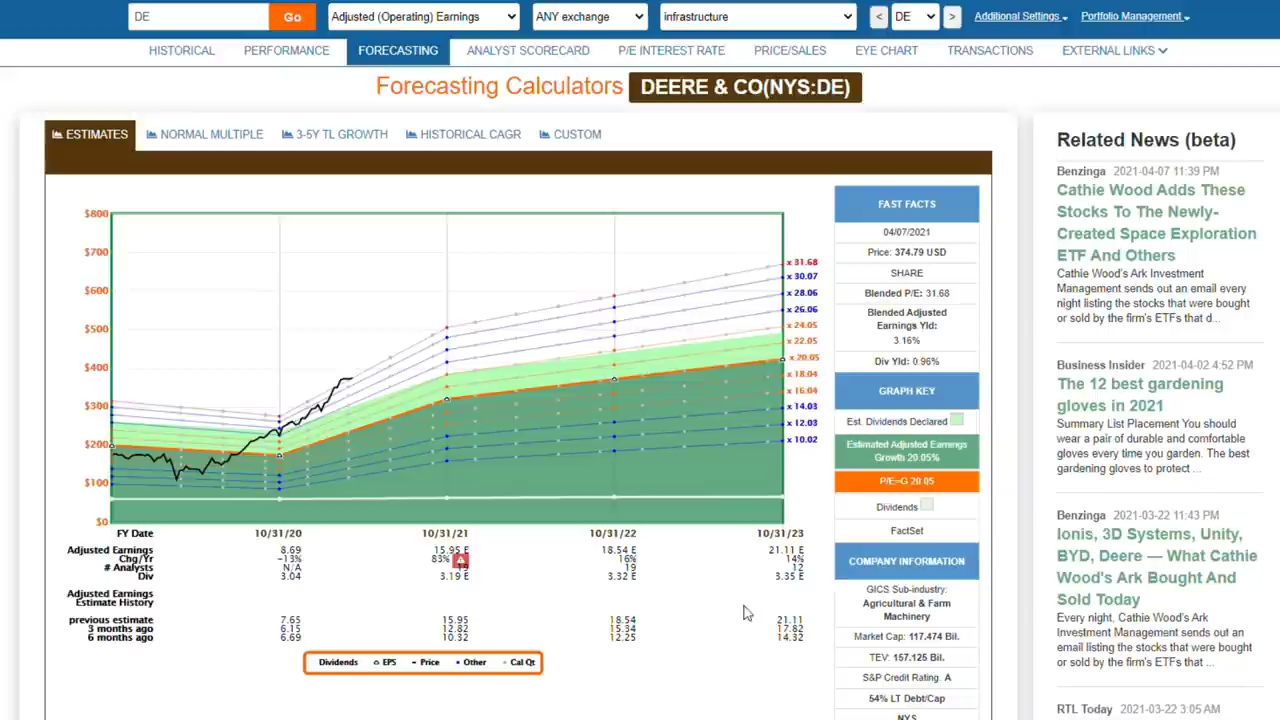 DE Go Adjusted (Operating) Earnings ANY exchange infrastructure < DE > Additional Settings Portfolio Management
HISTORICAL PERFORMANCE FORECASTING ANALYST SCORECARD P/E INTEREST RATE PRICE/SALES EYE CHART TRANSACTIONS EXTERNAL LINKS
Forecasting Calculators DEERE & CO(NYS:DE)
ESTIMATES NORMAL MULTIPLE 3-5Y TL GROWTH HISTORICAL CAGR CUSTOM
$800
$700
$600
$500
$400
$300
$200
$100
$0
x 31.68
x 30.07
x 28.06
x 26.06
x 24.05
x 22.05
x 20.05
x 18.04
x 16.04
x 14.03
x 12.03
x 10.02
FY Date 10/31/20 10/31/21 10/31/22 10/31/23
Adjusted Earnings 8.69 15.95 E 18.54 E 21.11 E
Chg/Yr -13% 83% 16% 14%
# Analysts N/A 19 19 12
Div 3.04 3.19 E 3.32 E 3.35 E
Adjusted Earnings
Estimate History
previous estimate 7.65 15.95 18.54 21.11
3 months ago 6.15 12.82 15.34 17.82
6 months ago 6.69 10.32 12.25 14.32
Dividends EPS Price Other Cal Qt
FAST FACTS
04/07/2021
Price: 374.79 USD
SHARE
Blended P/E: 31.68
Blended Adjusted
Earnings Yld:
3.16%
Div Yld: 0.96%
GRAPH KEY
Est. Dividends Declared
Estimated Adjusted Earnings
Growth 20.05%
P/E=G 20.05
Dividends
FactSet
COMPANY INFORMATION
GICS Sub-industry:
Agricultural & Farm
Machinery
Market Cap: 117.474 Bil.
TEV: 157.125 Bil.
S&P Credit Rating: A
54% LT Debt/Cap
NYS
Related News (beta)
Benzinga 2021-04-07 11:39 PM
Cathie Wood Adds These
Stocks To The Newly-
Created Space Exploration
ETF And Others
Cathie Wood's Ark Investment
Management sends out an email every
night listing the stocks that were bought
or sold by the firm's ETFs that d...
Business Insider 2021-04-02 4:52 PM
The 12 best gardening
gloves in 2021
Summary List Placement You should
wear a pair of durable and comfortable
gloves every time you garden. The best
gardening gloves to protect ...
Benzinga 2021-03-22 11:43 PM
Ionis, 3D Systems, Unity,
BYD, Deere — What Cathie
Wood's Ark Bought And
Sold Today
Every night, Cathie Wood's Ark
Investment Management sends out an
email listing the stocks that were bought
or sold by the firm's ETFs that ...
RTL Today 2021-03-22 3:05 AM